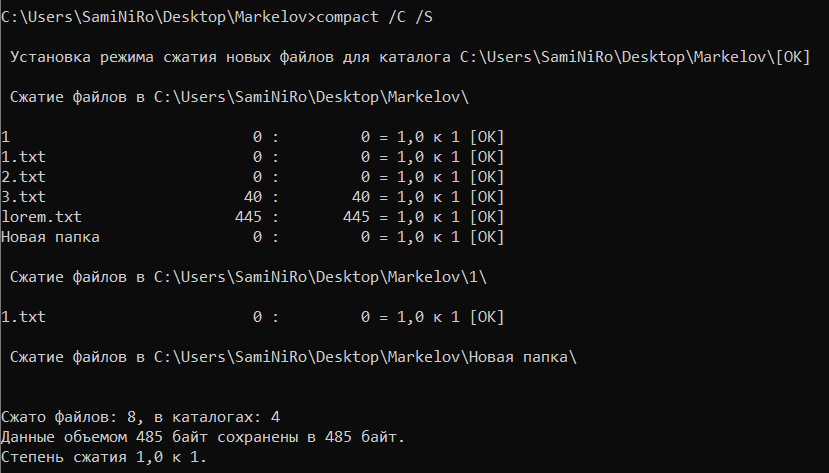 C:\Users\SamiNiRo\Desktop\Markelov>compact /C /S
Установка режима сжатия новых файлов для каталога C:\Users\SamiNiRo\Desktop\Markelov\[OK]
Сжатие файлов в C:\Users\SamiNiRo\Desktop\Markelov\
1 0 : 0 = 1,0 к 1 [OK]
1.txt 0 : 0 = 1,0 к 1 [OK]
2.txt 0 : 0 = 1,0 к 1 [OK]
3.txt 40 : 40 = 1,0 к 1 [OK]
lorem.txt 445 : 445 = 1,0 к 1 [OK]
Новая папка 0 : 0 = 1,0 к 1 [OK]
Сжатие файлов в C:\Users\SamiNiRo\Desktop\Markelov\1\
1.txt 0 : 0 = 1,0 к 1 [OK]
Сжатие файлов в C:\Users\SamiNiRo\Desktop\Markelov\Новая папка\
Сжато файлов: 8, в каталогах: 4
Данные объемом 485 байт сохранены в 485 байт.
Степень сжатия 1,0 к 1.